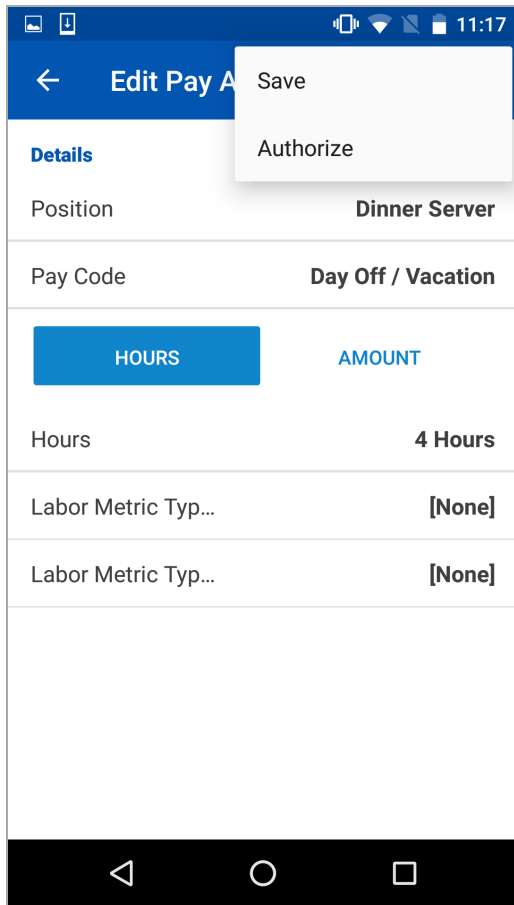 11:17
Edit Pay A
Save
Authorize
Details
Position Dinner Server
Pay Code Day Off / Vacation
HOURS AMOUNT
Hours 4 Hours
Labor Metric Typ... [None]
Labor Metric Typ... [None]